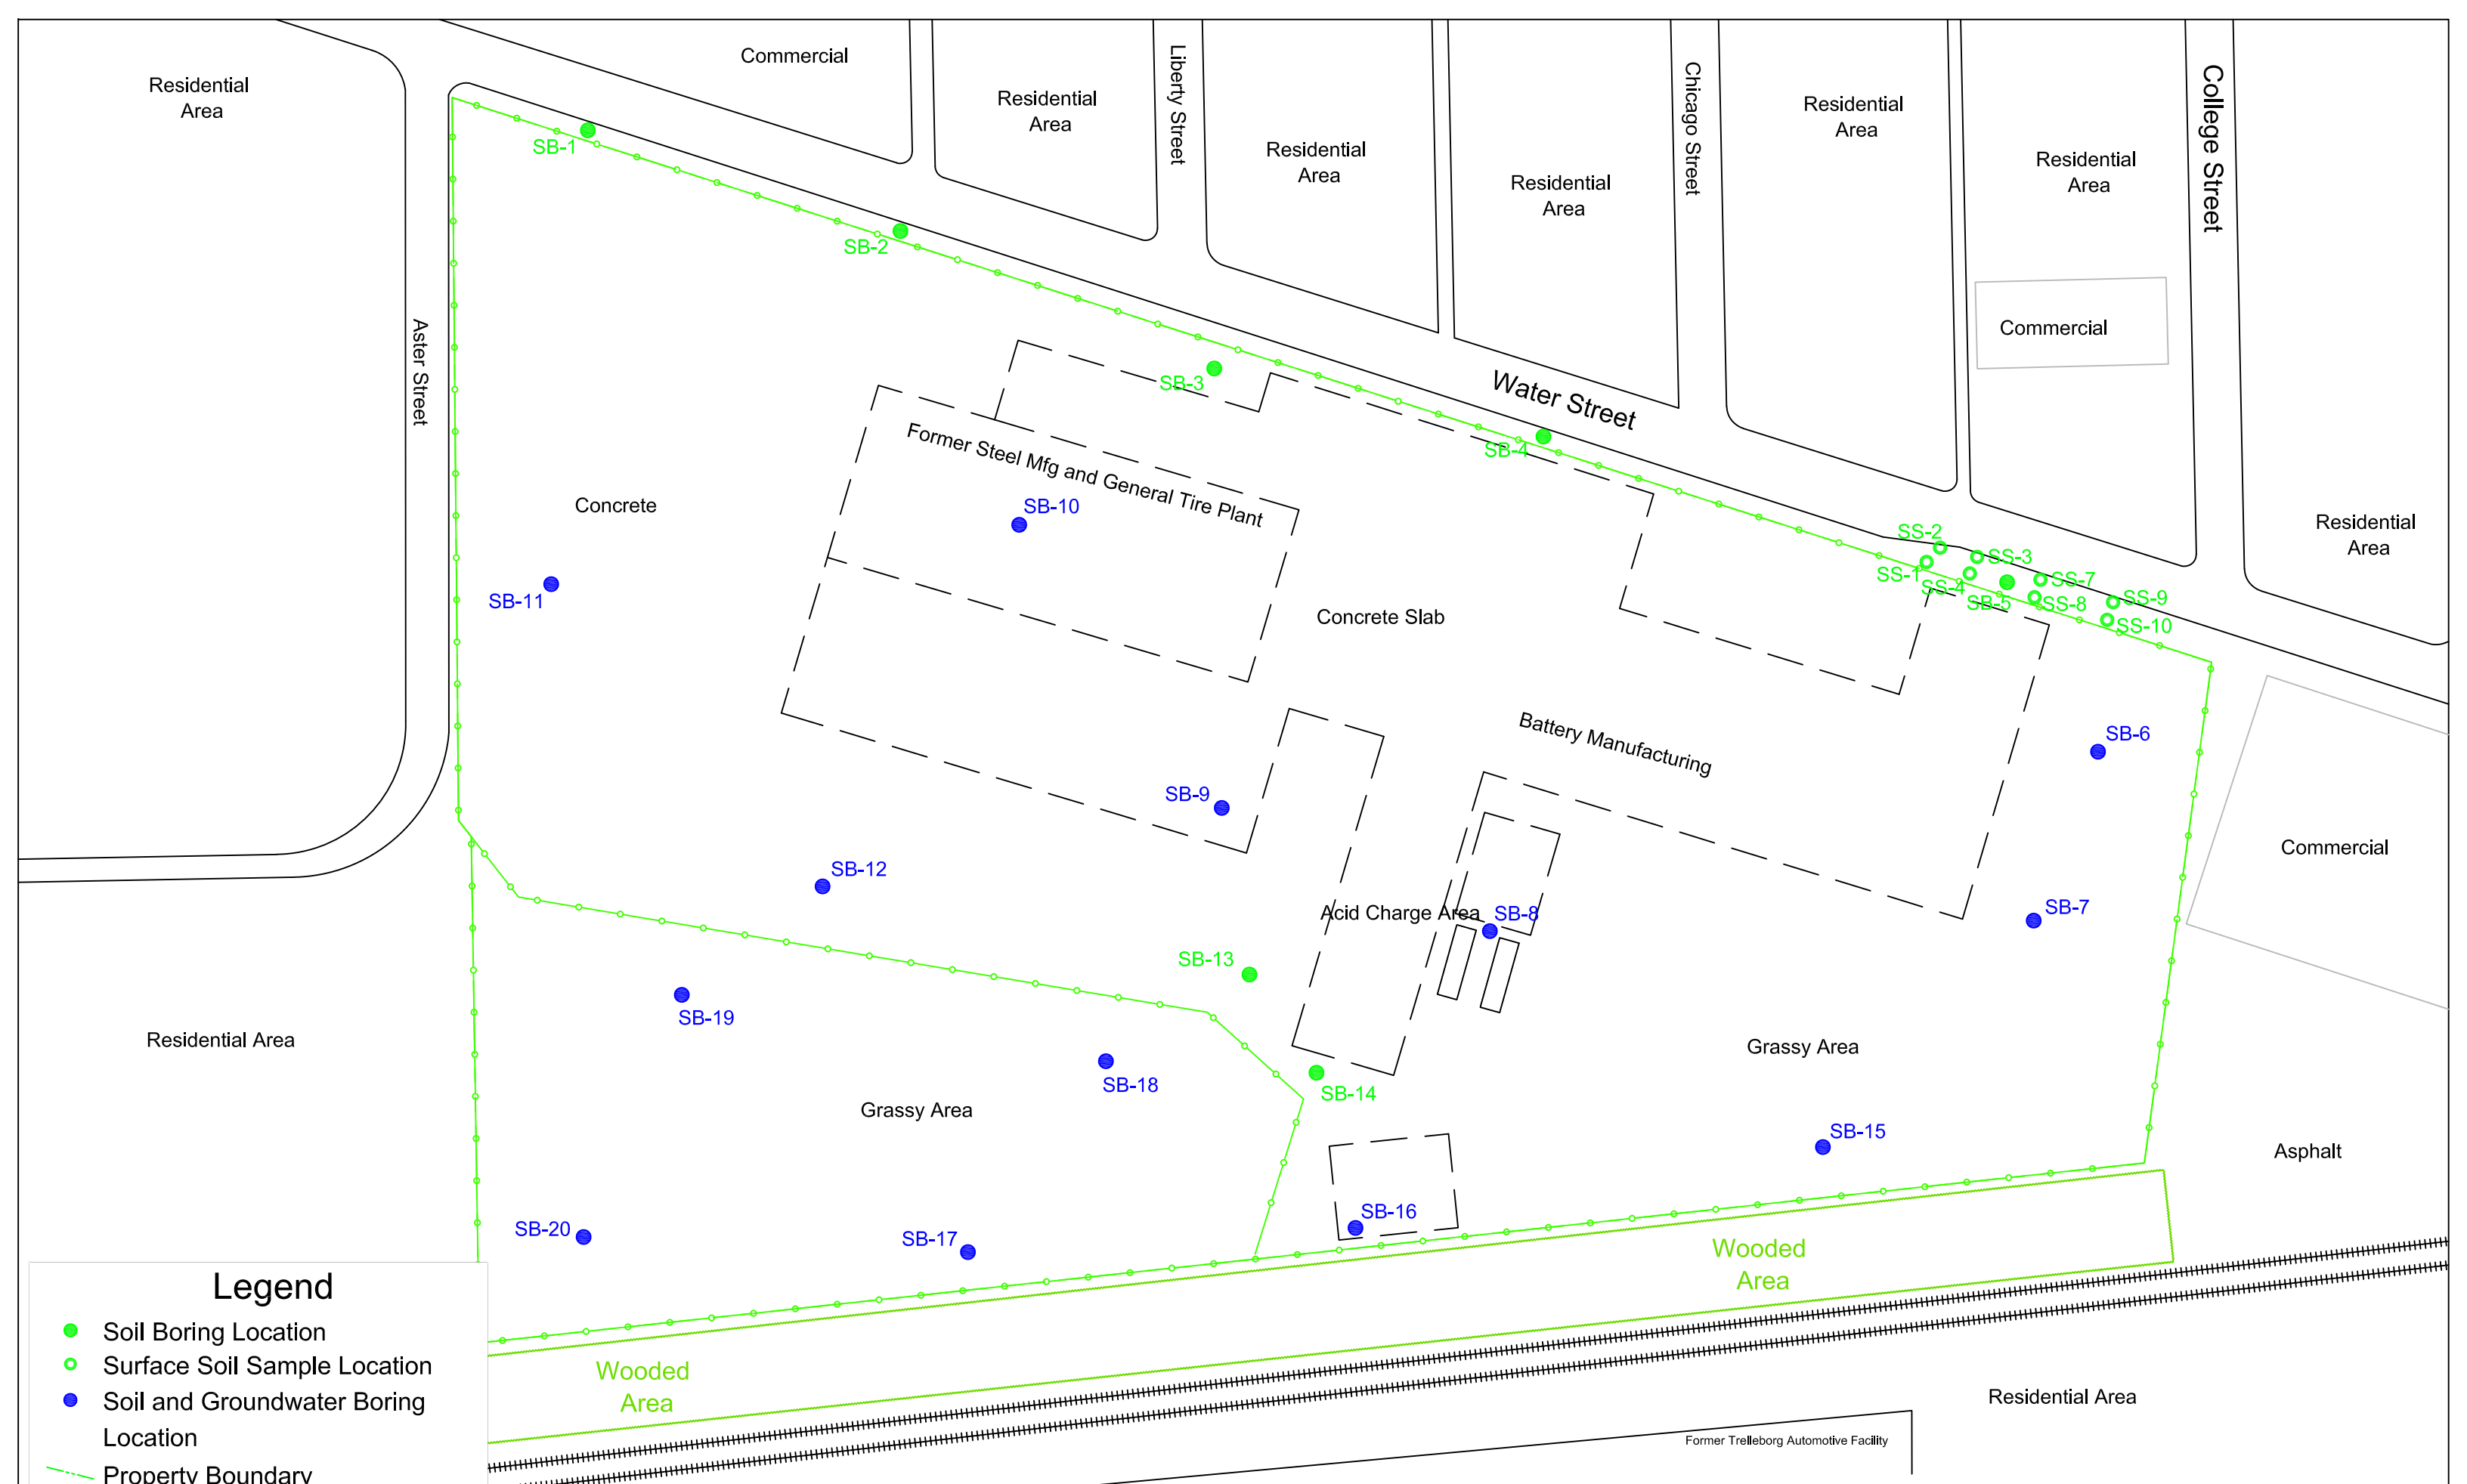 Commercial
Residential
Area
Residential
Area
Liberty Street
Residential
Area
Residential
Area
Chicago Street
Residential
Area
Residential
Area
College Street
Commercial
Residential
Area
SB-1
SB-2
Aster Street
SB-3
Water Street
SB-4
Former Steel Mfg and General Tire Plant
Concrete
SB-10
SB-11
Concrete Slab
SS-2
SS-3
SS-1
SS-4
SB-5
SS-7
SS-8
SS-9
SS-10
Battery Manufacturing
SB-6
SB-9
Commercial
SB-12
Acid Charge Area
SB-8
SB-7
SB-13
SB-19
Residential Area
Grassy Area
SB-18
SB-14
Grassy Area
SB-15
Asphalt
SB-20
SB-17
SB-16
Wooded
Area
Wooded
Area
Residential Area
Former Trelleborg Automotive Facility
Legend
Soil Boring Location
Surface Soil Sample Location
Soil and Groundwater Boring
Location
Property Boundary